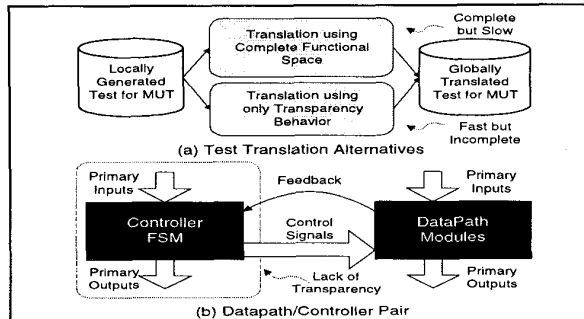 Translation using
Complete Functional
Space
Complete
but Slow
Locally
Generated
Test for MUT
Globally
Translated
Test for MUT
Translation using
only Transparency
Behavior
Fast but
Incomplete
(a) Test Translation Alternatives
Primary
Inputs
Feedback
Primary
Inputs
Controller
FSM
Control
Signals
DataPath
Modules
Primary
Outputs
Lack of
Transparency
Primary
Outputs
(b) Datapath/Controller Pair